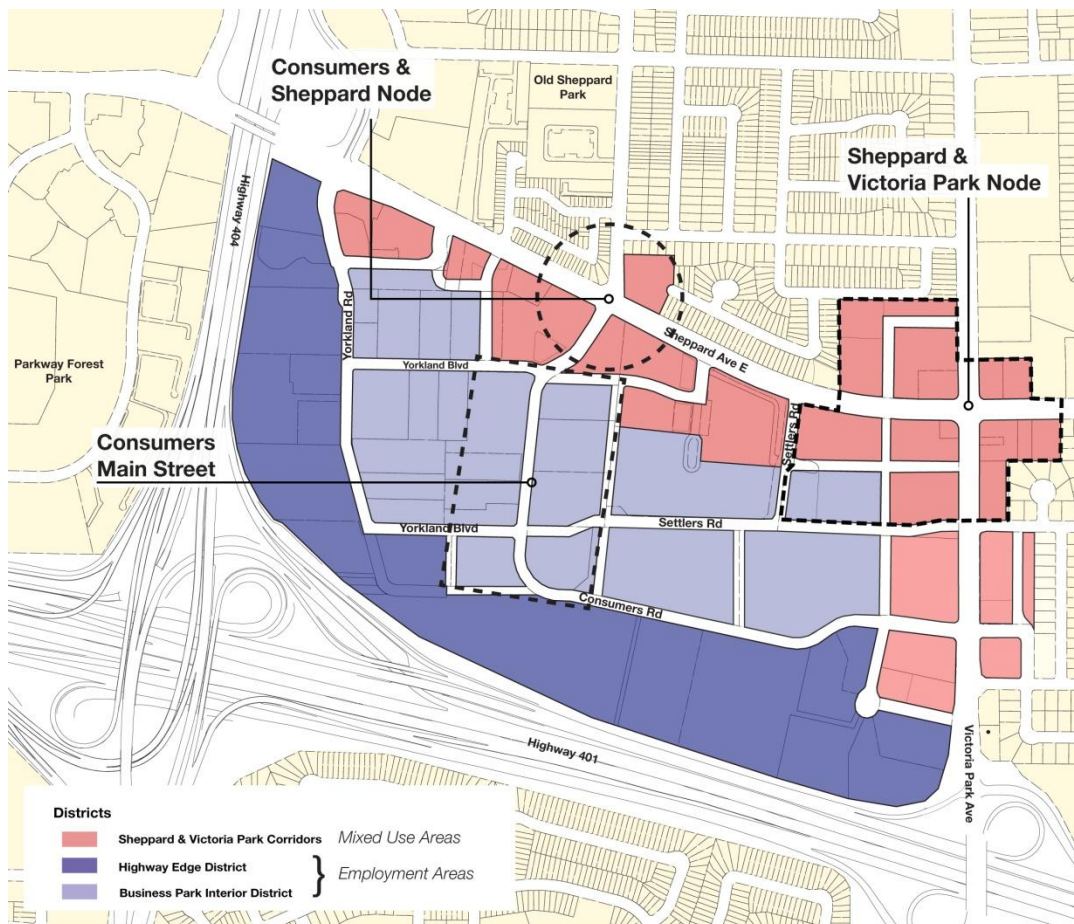 Consumers &
Sheppard Node
Old Sheppard
Park
Sheppard &
Victoria Park Node
Highway 404
Yorkland Rd
Sheppard Ave E
Parkway Forest
Park
Yorkland Blvd
Settlers Rd
Consumers
Main Street
Yorkland Blvd
Settlers Rd
Consumers Rd
Highway 401
Victoria Park Ave
Districts
Sheppard & Victoria Park Corridors Mixed Use Areas
Highway Edge District
Employment Areas
Business Park Interior District